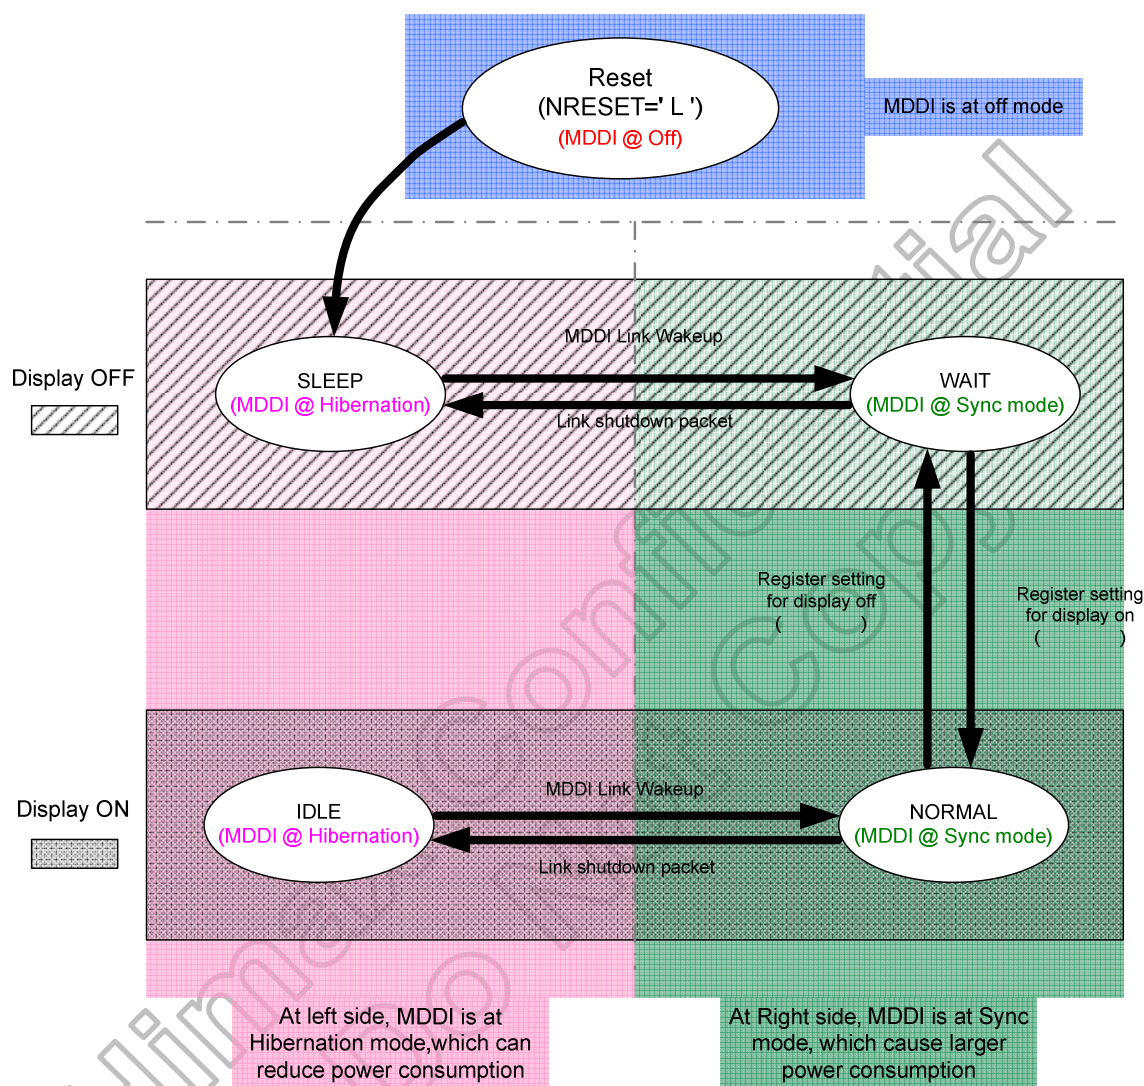 Reset
(NRESET=' L ')
(MDDI @ Off)
MDDI is at off mode
MDDI Link Wakeup
Display OFF
SLEEP
(MDDI @ Hibernation)
WAIT
(MDDI @ Sync mode)
Link shutdown packet
Register setting
for display off
( )
Register setting
for display on
( )
Display ON
MDDI Link Wakeup
IDLE
(MDDI @ Hibernation)
NORMAL
(MDDI @ Sync mode)
Link shutdown packet
At left side, MDDI is at
Hibernation mode,which can
reduce power consumption
At Right side, MDDI is at Sync
mode, which cause larger
power consumption